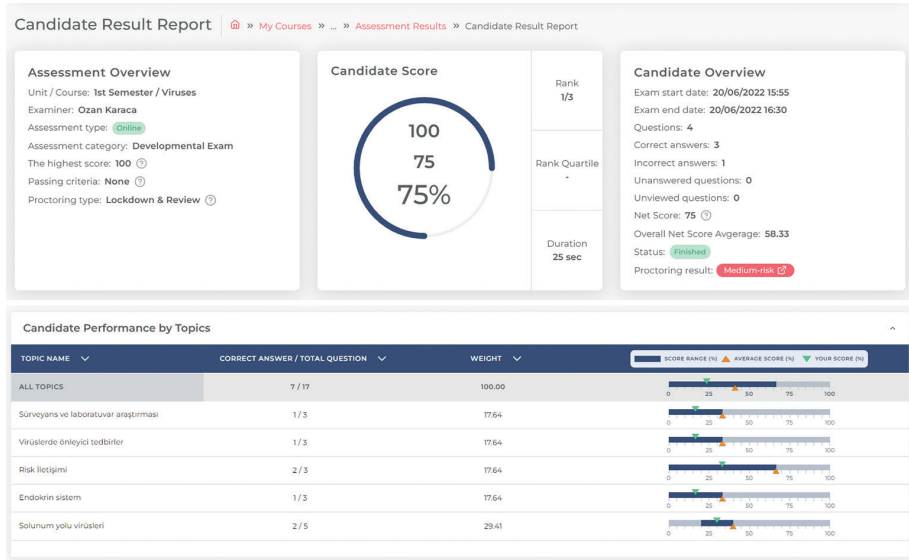 Candidate Result Report » My Courses » ... » Assessment Results » Candidate Result Report
Assessment Overview
Unit / Course: 1st Semester / Viruses
Examiner: Ozan Karaca
Assessment type: Online
Assessment category: Developmental Exam
The highest score: 100 ?
Passing criteria: None ?
Proctoring type: Lockdown & Review ?
Candidate Score
100
75
75%
Rank
1/3
Rank Quartile
-
Duration
25 sec
Candidate Overview
Exam start date: 20/06/2022 15:55
Exam end date: 20/06/2022 16:30
Questions: 4
Correct answers: 3
Incorrect answers: 1
Unanswered questions: 0
Unviewed questions: 0
Net Score: 75 ?
Overall Net Score Avgerage: 58.33
Status: Finished
Proctoring result: Medium-risk
Candidate Performance by Topics
TOPIC NAME CORRECT ANSWER / TOTAL QUESTION WEIGHT SCORE RANGE (%) AVERAGE SCORE (%) YOUR SCORE (%)
ALL TOPICS 7 / 17 100.00
0 25 50 75 100
Sürveyans ve laboratuvar araştırması 1 / 3 17.64
0 25 50 75 100
Virüslerde önleyici tedbirler 1 / 3 17.64
0 25 50 75 100
Risk İletişimi 2 / 3 17.64
0 25 50 75 100
Endokrin sistem 1 / 3 17.64
0 25 50 75 100
Solunum yolu virüsleri 2 / 5 29.41
0 25 50 75 100